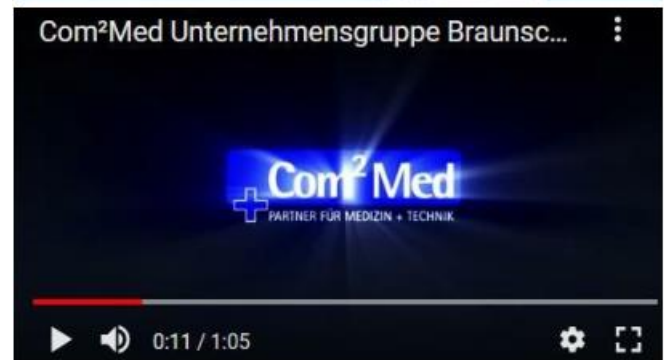 Com²Med Unternehmensgruppe Braunsc...
Com²Med
PARTNER FÜR MEDIZIN + TECHNIK
0:11 / 1:05